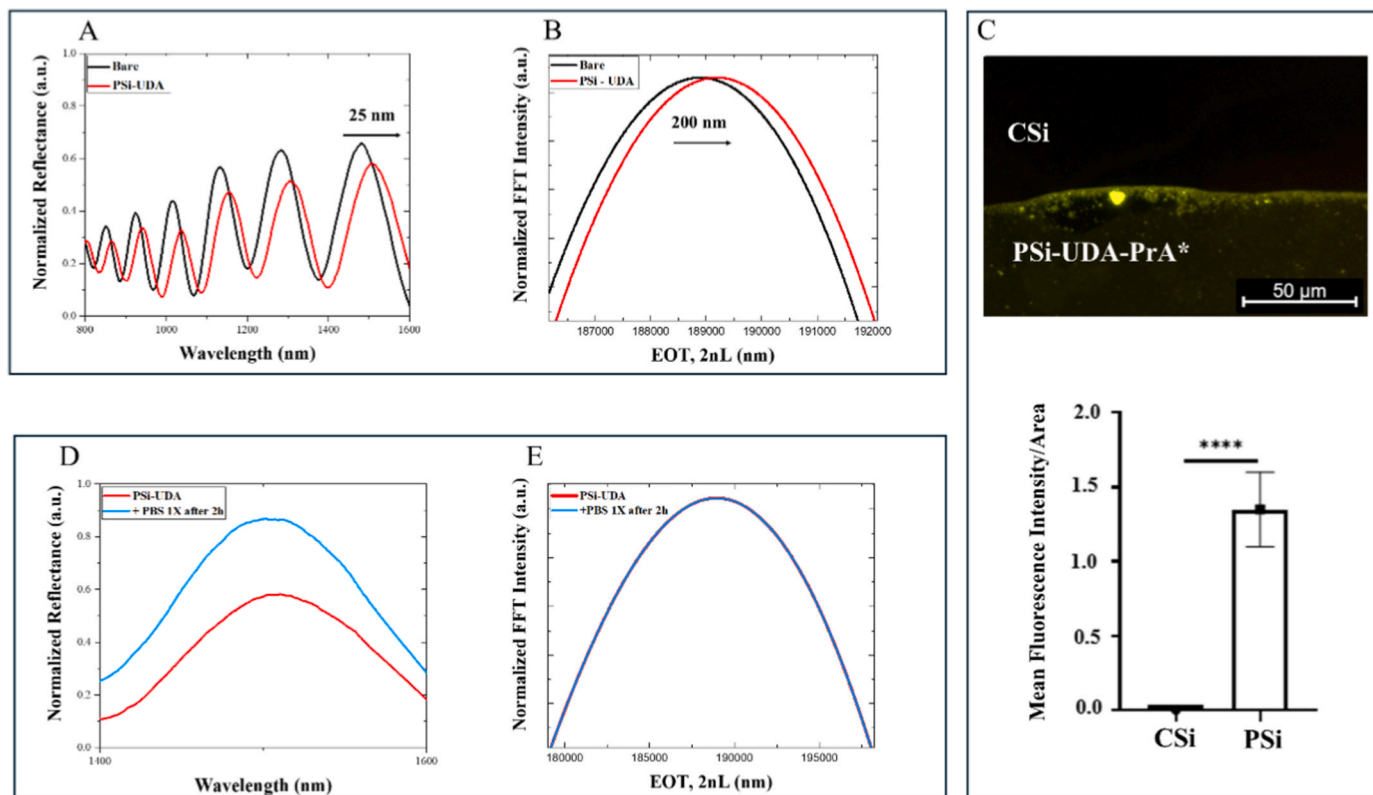 A
Normalized Reflectance (a.u.)
1.0
0.8
0.6
0.4
0.2
0.0
Bare
PSi-UDA
25 nm
800
1000
1200
1400
1600
Wavelength (nm)
B
Normalized FFT Intensity (a.u.)
Bare
PSi - UDA
200 nm
187000
188000
189000
190000
191000
192000
EOT, 2nL (nm)
C
CSi
PSi-UDA-PrA*
50 µm
Mean Fluorescence Intensity/Area
2.0
1.5
1.0
0.5
0.0
****
CSi
PSi
D
Normalized Reflectance (a.u.)
1.0
0.8
0.6
0.4
0.2
0.0
PSi-UDA
+ PBS 1X after 2h
1400
1600
Wavelength (nm)
E
Normalized FFT Intensity (a.u.)
PSi-UDA
+PBS 1X after 2h
180000
185000
190000
195000
EOT, 2nL (nm)